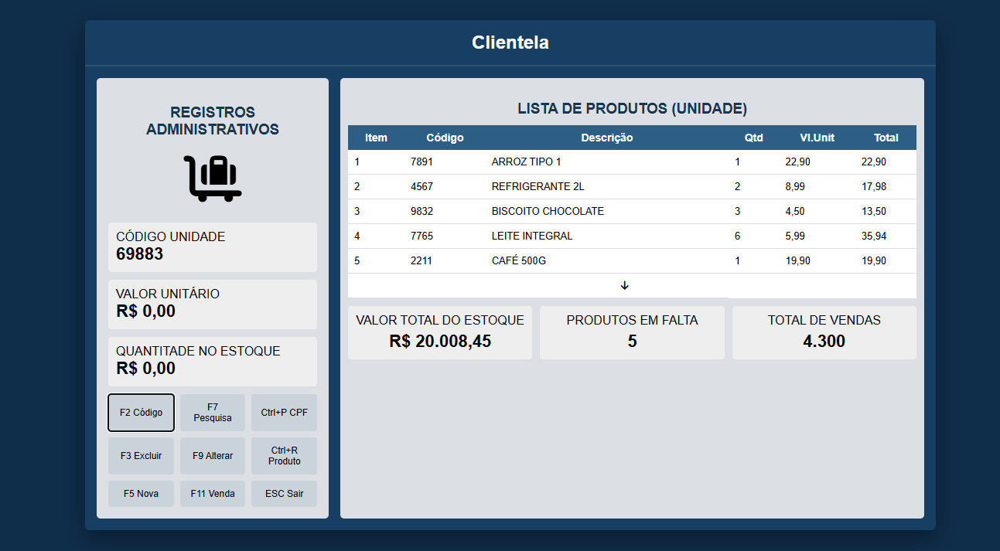 Clientela
REGISTROS
ADMINISTRATIVOS
CÓDIGO UNIDADE
69883
VALOR UNITÁRIO
R$ 0,00
QUANTITADE NO ESTOQUE
R$ 0,00
F2 Código
F7
Pesquisa
Ctrl+P CPF
F3 Excluir
F9 Alterar
Ctrl+R
Produto
F5 Nova
F11 Venda
ESC Sair
LISTA DE PRODUTOS (UNIDADE)
Item Código Descrição Qtd Vl.Unit Total
1 7891 ARROZ TIPO 1 1 22,90 22,90
2 4567 REFRIGERANTE 2L 2 8,99 17,98
3 9832 BISCOITO CHOCOLATE 3 4,50 13,50
4 7765 LEITE INTEGRAL 6 5,99 35,94
5 2211 CAFÉ 500G 1 19,90 19,90
VALOR TOTAL DO ESTOQUE
R$ 20.008,45
PRODUTOS EM FALTA
5
TOTAL DE VENDAS
4.300